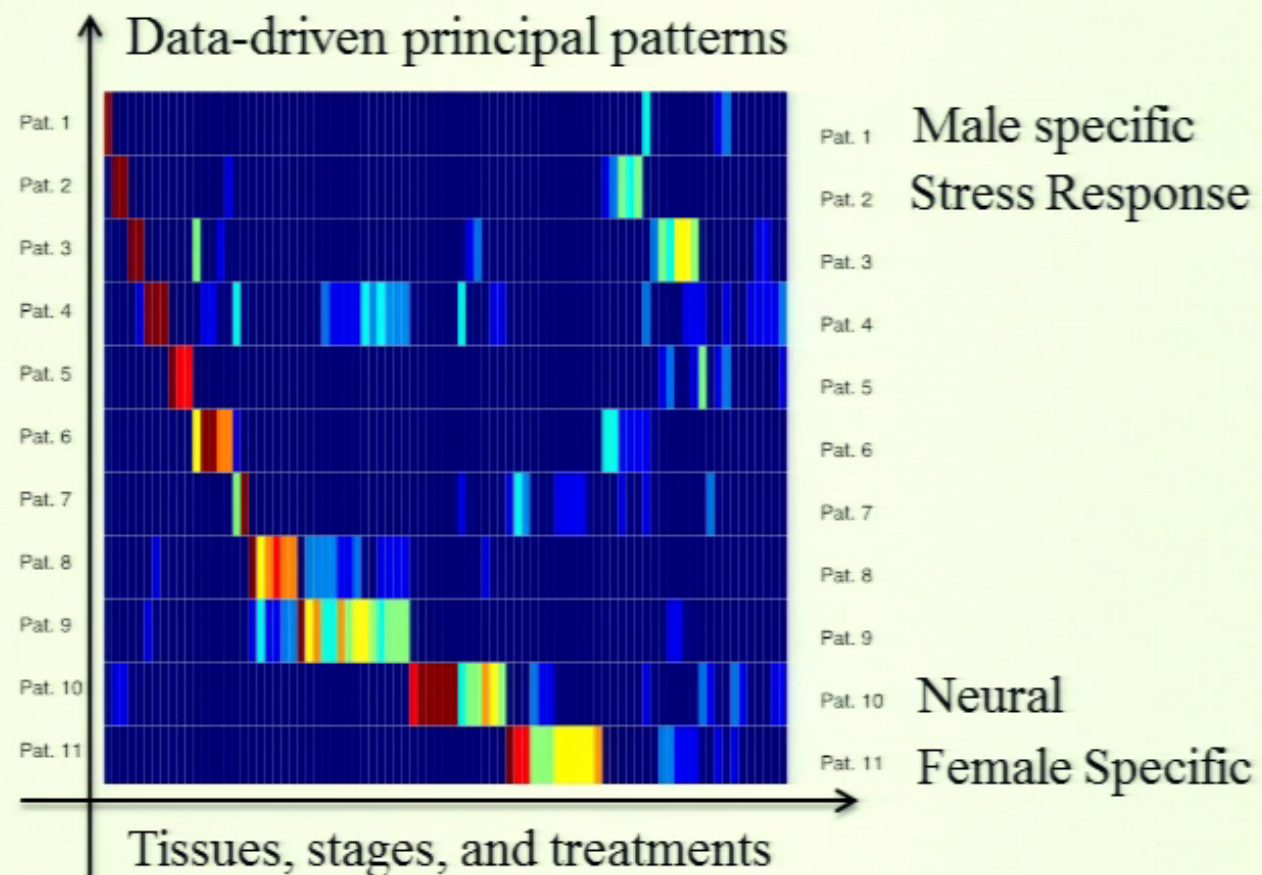 Data-driven principal patterns
Pat. 1
Pat. 2
Pat. 3
Pat. 4
Pat. 5
Pat. 6
Pat. 7
Pat. 8
Pat. 9
Pat. 10
Pat. 11
Pat. 1 Male specific
Pat. 2 Stress Response
Pat. 3
Pat. 4
Pat. 5
Pat. 6
Pat. 7
Pat. 8
Pat. 9
Pat. 10 Neural
Pat. 11 Female Specific
Tissues, stages, and treatments